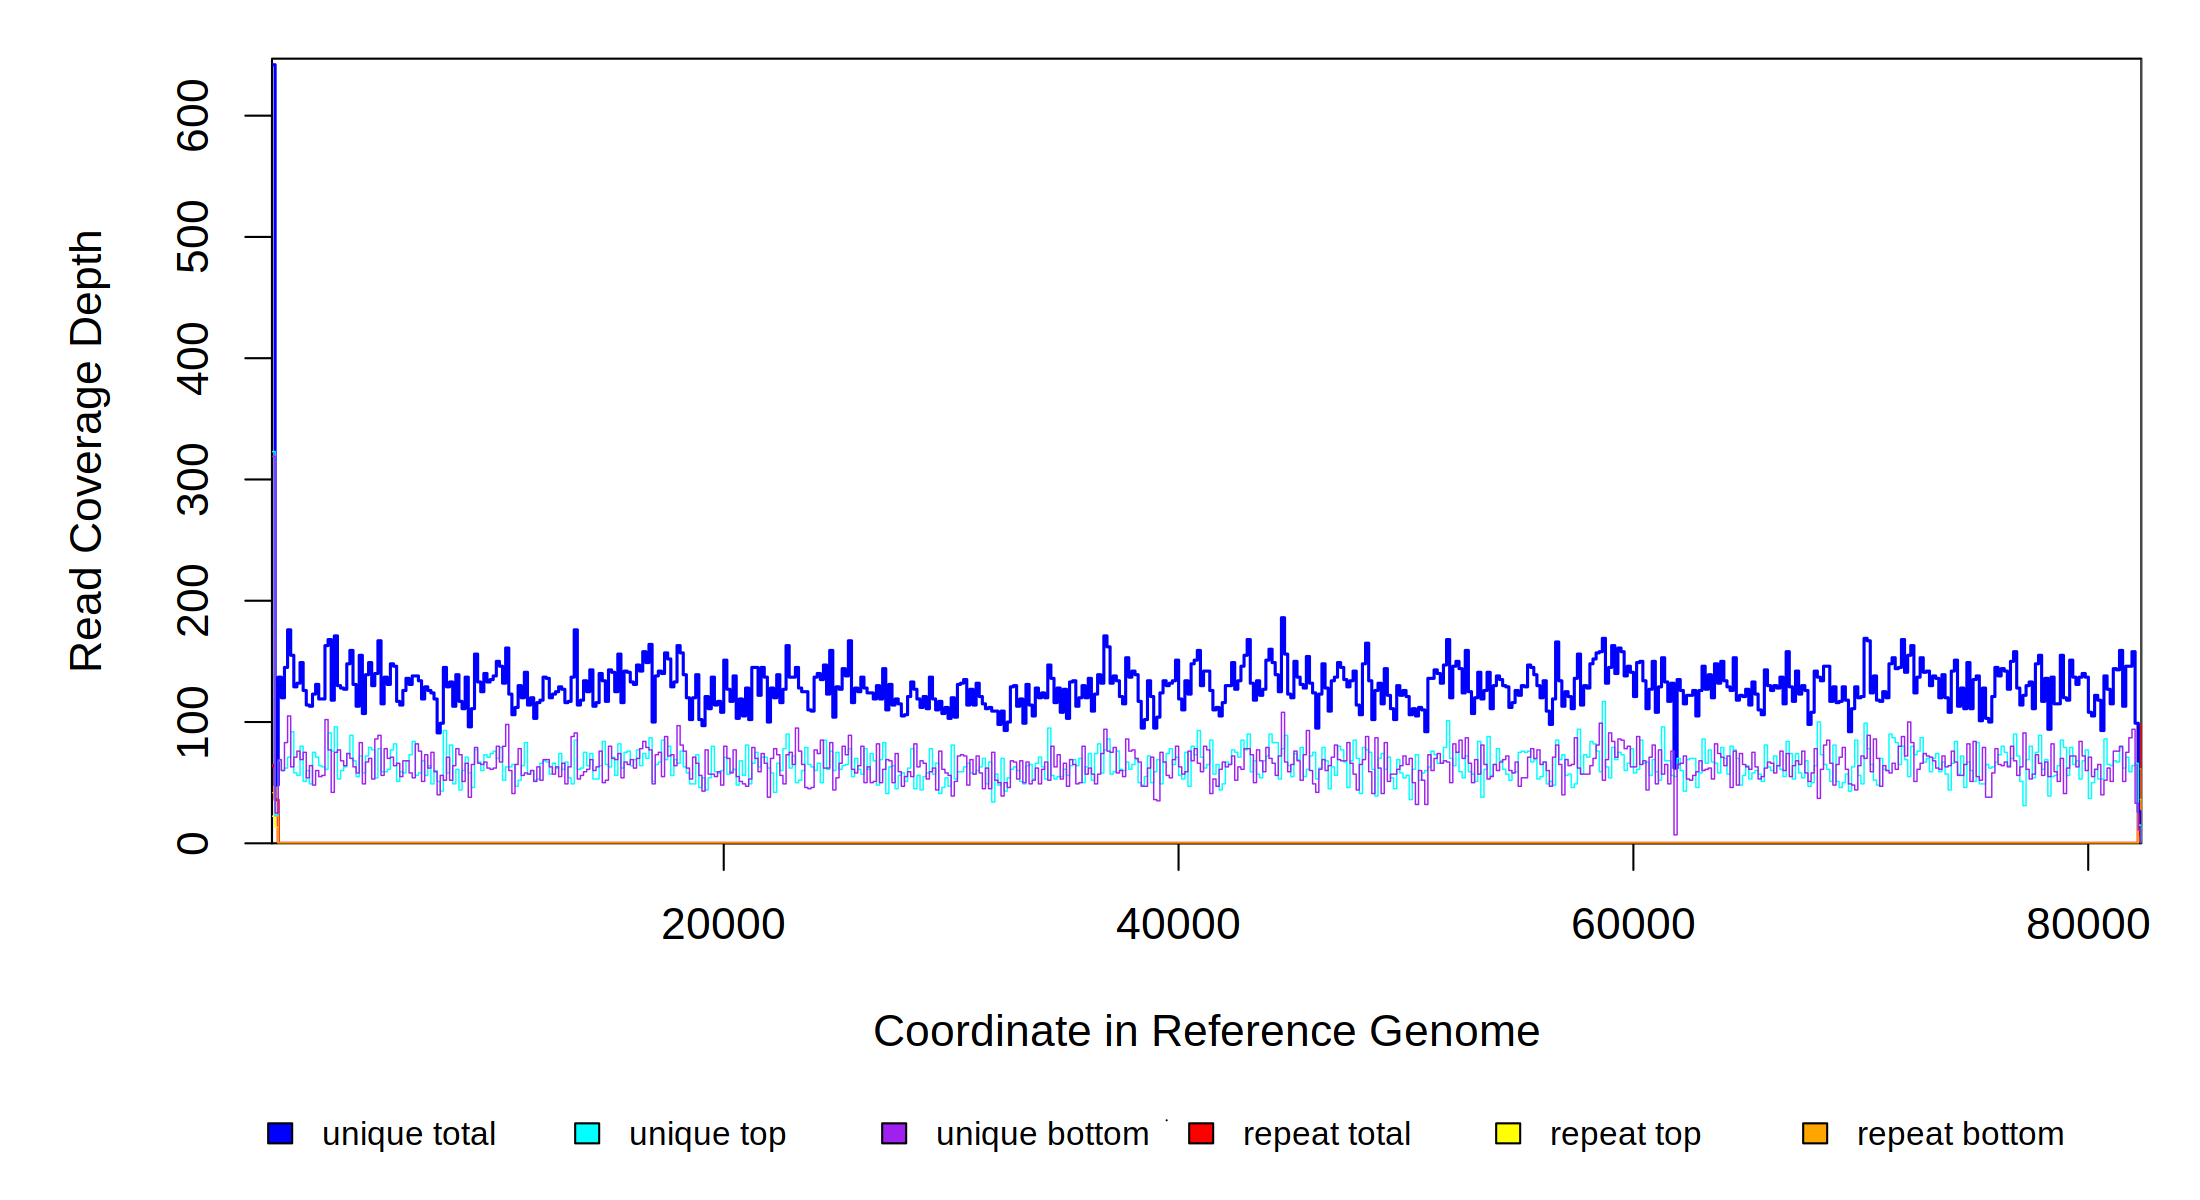 600
500
400
300
200
100
0
Read Coverage Depth
20000 40000 60000 80000
Coordinate in Reference Genome
unique total unique top unique bottom repeat total repeat top repeat bottom